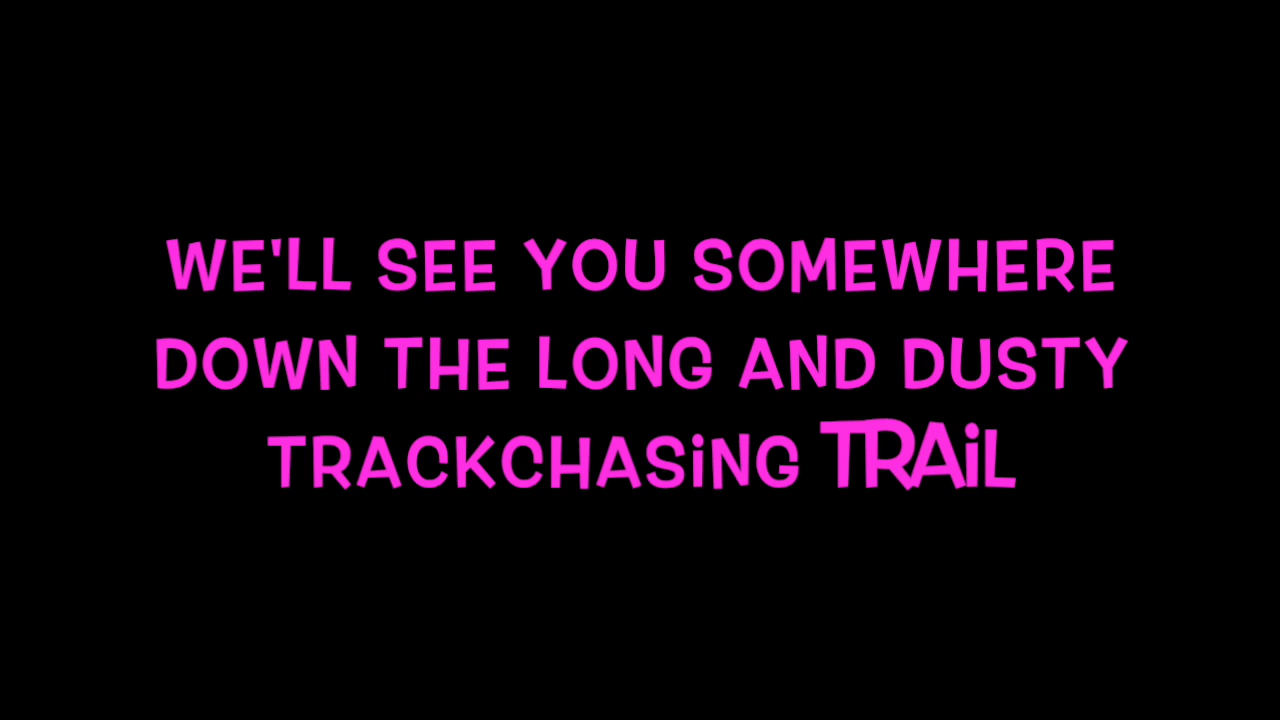 WE'LL SEE YOU SOMEWHERE
DOWN THE LONG AND DUSTY
TRACKCHASiNG TRAiL